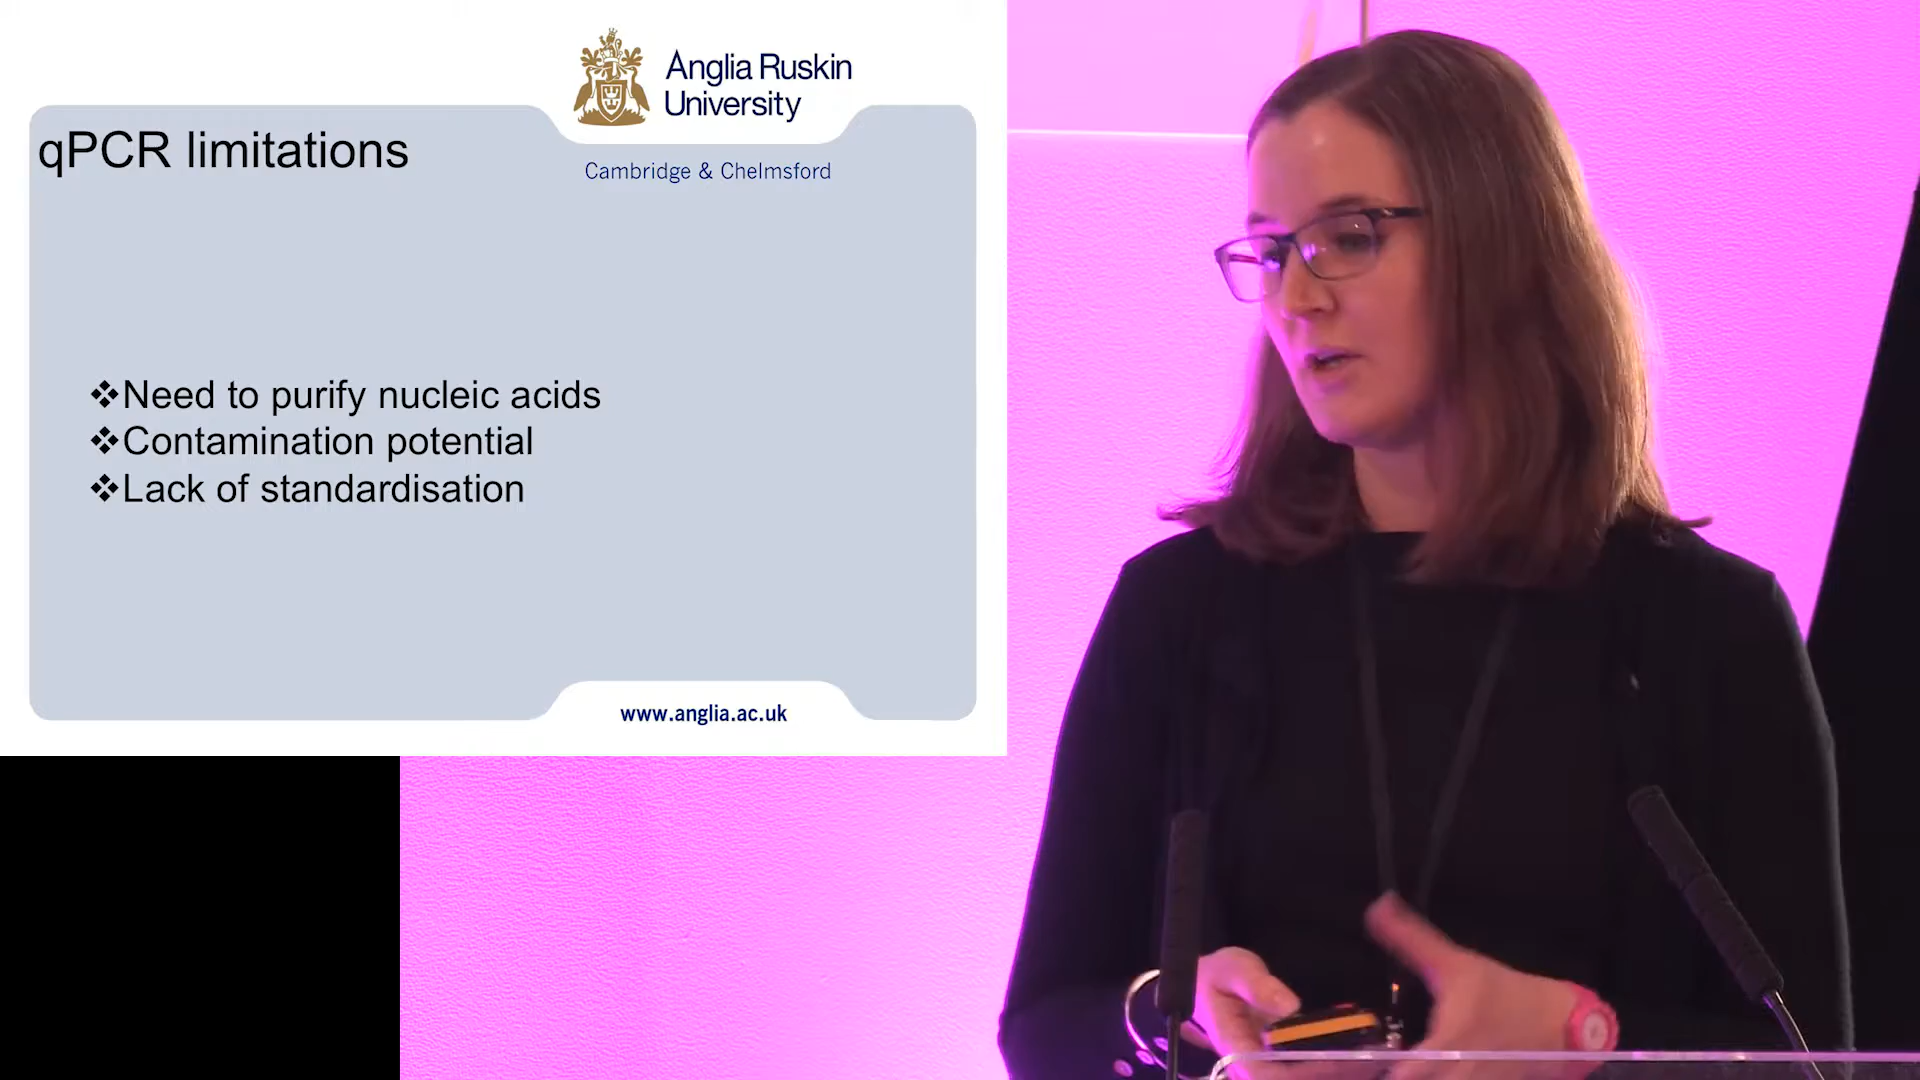 Anglia Ruskin
University
Cambridge & Chelmsford
qPCR limitations
❖Need to purify nucleic acids
❖Contamination potential
❖Lack of standardisation
www.anglia.ac.uk